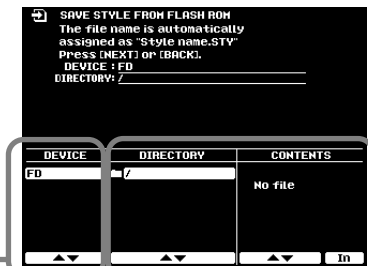 SAVE STYLE FROM FLASH ROM
The file name is automatically
assigned as "Style name.STY"
Press [NEXT] or [BACK].
DEVICE : FD
DIRECTORY: /
DEVICE DIRECTORY CONTENTS
FD / No file
▲▼ ▲▼ ▲▼ In